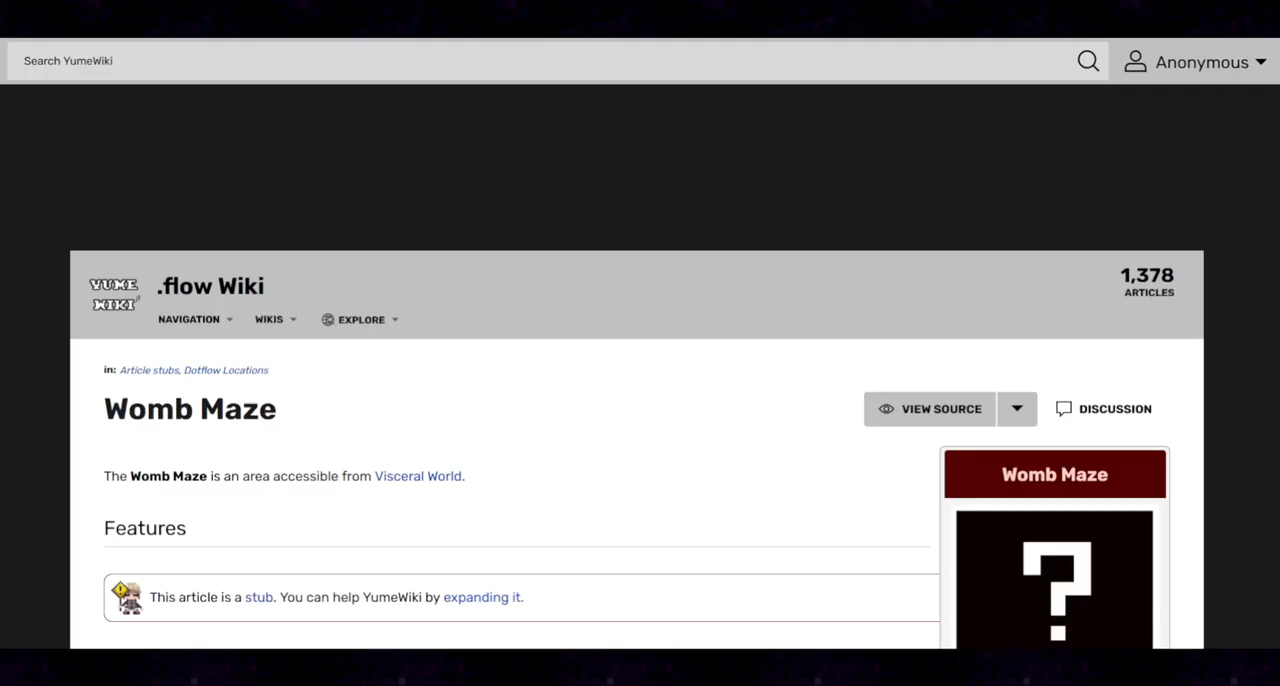 Search YumeWiki
Anonymous
YUME
WIKI
.flow Wiki
1,378
ARTICLES
NAVIGATION
WIKIS
EXPLORE
in: Article stubs, Dotflow Locations
Womb Maze
VIEW SOURCE
DISCUSSION
The Womb Maze is an area accessible from Visceral World.
Womb Maze
Features
?
This article is a stub. You can help YumeWiki by expanding it.